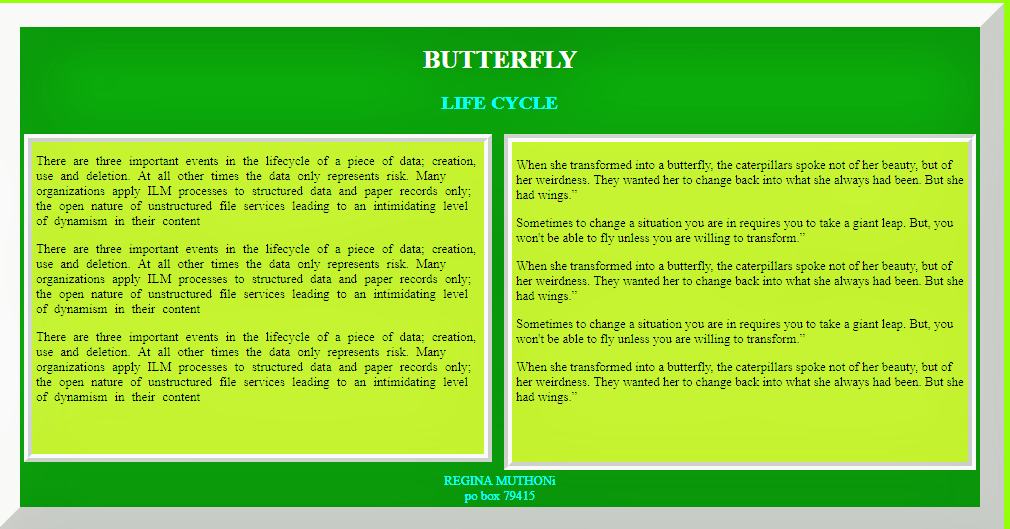 BUTTERFLY
LIFE CYCLE
There are three important events in the lifecycle of a piece of data; creation,
use and deletion. At all other times the data only represents risk. Many
organizations apply ILM processes to structured data and paper records only;
the open nature of unstructured file services leading to an intimidating level
of dynamism in their content
There are three important events in the lifecycle of a piece of data; creation,
use and deletion. At all other times the data only represents risk. Many
organizations apply ILM processes to structured data and paper records only;
the open nature of unstructured file services leading to an intimidating level
of dynamism in their content
There are three important events in the lifecycle of a piece of data; creation,
use and deletion. At all other times the data only represents risk. Many
organizations apply ILM processes to structured data and paper records only;
the open nature of unstructured file services leading to an intimidating level
of dynamism in their content
When she transformed into a butterfly, the caterpillars spoke not of her beauty, but of
her weirdness. They wanted her to change back into what she always had been. But she
had wings.”
Sometimes to change a situation you are in requires you to take a giant leap. But, you
won't be able to fly unless you are willing to transform.”
When she transformed into a butterfly, the caterpillars spoke not of her beauty, but of
her weirdness. They wanted her to change back into what she always had been. But she
had wings.”
Sometimes to change a situation you are in requires you to take a giant leap. But, you
won't be able to fly unless you are willing to transform.”
When she transformed into a butterfly, the caterpillars spoke not of her beauty, but of
her weirdness. They wanted her to change back into what she always had been. But she
had wings.”
REGINA MUTHONi
po box 79415